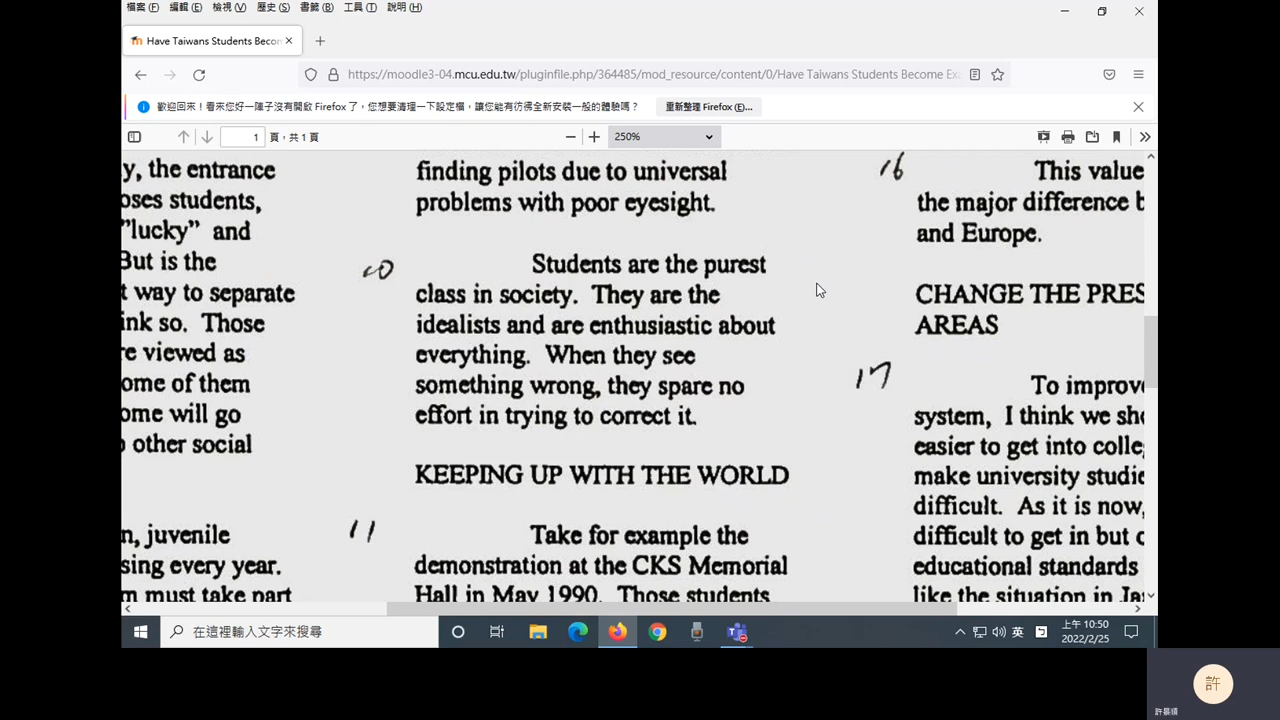 檔案 (F) 編輯 (E) 檢視 (V) 歷史 (S) 書籤 (B) 工具 (T) 說明 (H)
Have Taiwans Students Becom
https://moodle3-54.mcu.edu.tw/pluginfile.php/364485/mod_resource/content/0/Have Taiwans Students Become Ex
歡迎回來！看來您好一陣子沒有開啟 Firefox 了，您想要清理一下設定檔，讓您能有彷彿全新安裝一般的體驗嗎？ 重新整理 Firefox (E)...
1 頁，共 1 頁 250%
y, the entrance
oses students,
"lucky" and
But is the
t way to separate
ink so. Those
re viewed as
ome of them
ome will go
other social
n, juvenile
sing every year.
m must take part
finding pilots due to universal
problems with poor eyesight.
10
Students are the purest
class in society. They are the
idealists and are enthusiastic about
everything. When they see
something wrong, they spare no
effort in trying to correct it.
KEEPING UP WITH THE WORLD
11
Take for example the
demonstration at the CKS Memorial
Hall in May 1990. Those students
16
This value
the major difference b
and Europe.
CHANGE THE PRES
AREAS
17
To improve
system, I think we sho
easier to get into colle
make university studie
difficult. As it is now,
difficult to get in but
educational standards
like the situation in Ja
在這裡輸入文字來搜尋
英
上午 10:50
2022/2/25
許